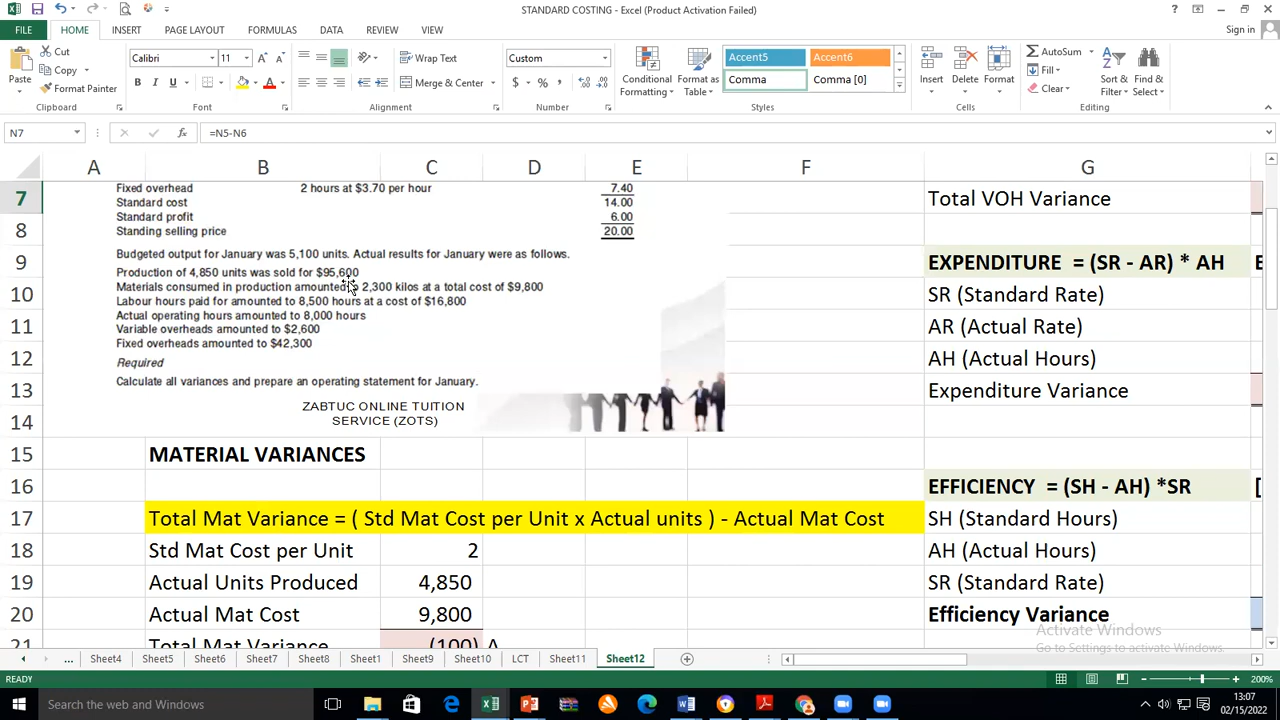 STANDARD COSTING - Excel (Product Activation Failed)
Sign in
FILE HOME INSERT PAGE LAYOUT FORMULAS DATA REVIEW VIEW
Paste
Cut
Copy
Format Painter
Clipboard
Calibri 11
B I U
Font
Wrap Text
Merge & Center
Alignment
Custom
$ % ,
Number
Conditional Formatting
Format as Table
Accent5 Accent6
Comma Comma [0]
Styles
Insert Delete Format
Cells
AutoSum
Fill
Clear
Sort & Filter
Find & Select
Editing
N7 =N5-N6
A B C D E F G
7 Fixed overhead 2 hours at $3.70 per hour 7.40 Total VOH Variance
Standard cost 14.00
8 Standard profit 6.00
Standard selling price 20.00
9 Budgeted output for January was 5,100 units. Actual results for January were as follows. EXPENDITURE = (SR - AR) * AH E
Production of 4,850 units was sold for $95,600
10 Materials consumed in production amounted to 2,300 kilos at a total cost of $9,800 SR (Standard Rate)
Labour hours paid for amounted to 8,500 hours at a cost of $16,800
11 Actual operating hours amounted to 8,000 hours AR (Actual Rate)
Variable overheads amounted to $2,600
12 Fixed overheads amounted to $42,300 AH (Actual Hours)
Required
13 Calculate all variances and prepare an operating statement for January. Expenditure Variance
ZABTUC ONLINE TUITION
14 SERVICE (ZOTS)
15 MATERIAL VARIANCES
16 EFFICIENCY = (SH - AH) *SR [
17 Total Mat Variance = ( Std Mat Cost per Unit x Actual units ) - Actual Mat Cost SH (Standard Hours)
18 Std Mat Cost per Unit 2 AH (Actual Hours)
19 Actual Units Produced 4,850 SR (Standard Rate)
20 Actual Mat Cost 9,800 Efficiency Variance
21 Total Mat Variance (100) A
Activate Windows
Go to Settings to activate Windows.
... Sheet4 Sheet5 Sheet6 Sheet7 Sheet8 Sheet1 Sheet9 Sheet10 LCT Sheet11 Sheet12
READY 200%
Search the web and Windows
13:07
02/15/2022